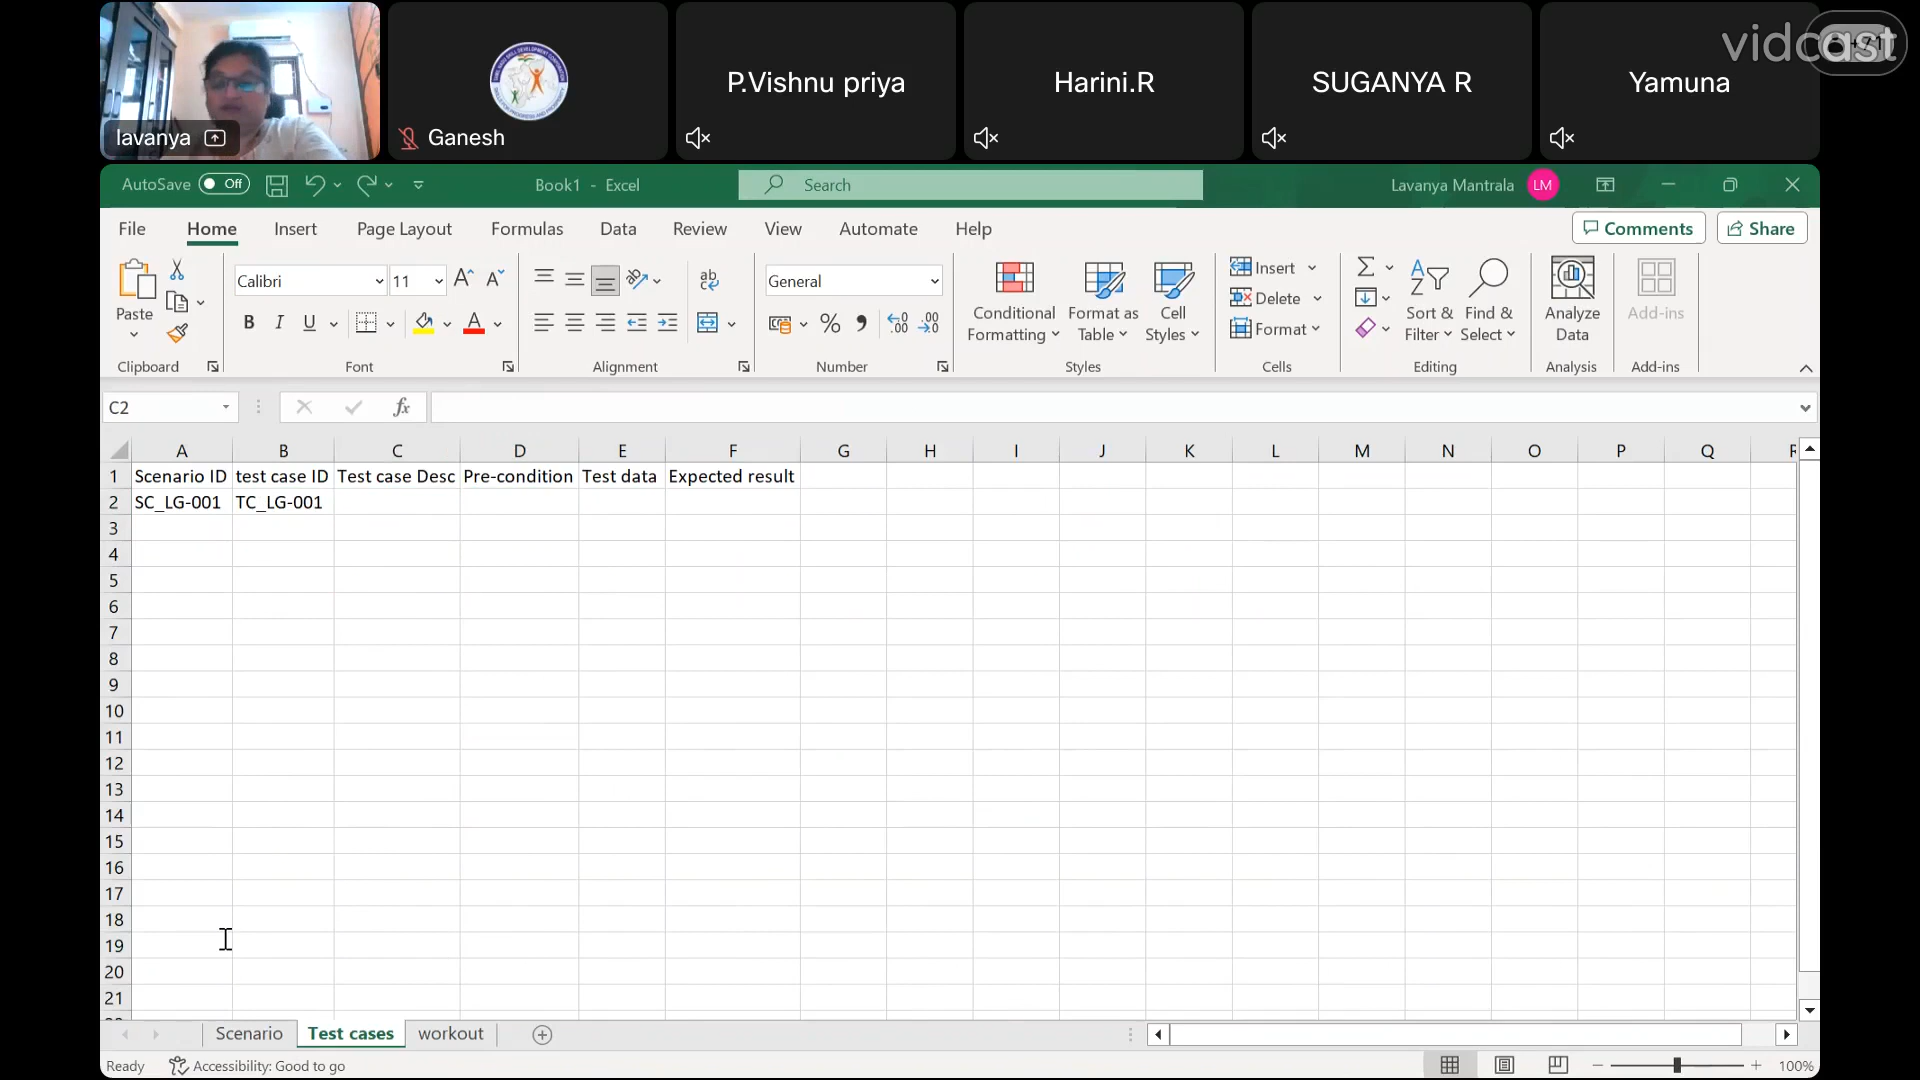 vidcast
lavanya
Ganesh
P.Vishnu priya
Harini.R
SUGANYA R
Yamuna
AutoSave Off
Book1 - Excel
Search
Lavanya Mantrala LM
File Home Insert Page Layout Formulas Data Review View Automate Help
Comments Share
Paste
Clipboard
Calibri 11
B I U
Font
ab
Alignment
General
Number
Conditional Formatting
Format as Table
Cell Styles
Styles
Insert
Delete
Format
Cells
Sort & Filter
Find & Select
Editing
Analyze Data
Analysis
Add-ins
Add-ins
C2 fx
A B C D E F G H I J K L M N O P Q R
1 Scenario ID test case ID Test case Desc Pre-condition Test data Expected result
2 SC_LG-001 TC_LG-001
3
4
5
6
7
8
9
10
11
12
13
14
15
16
17
18
19
20
21
Scenario Test cases workout
Ready Accessibility: Good to go 100%